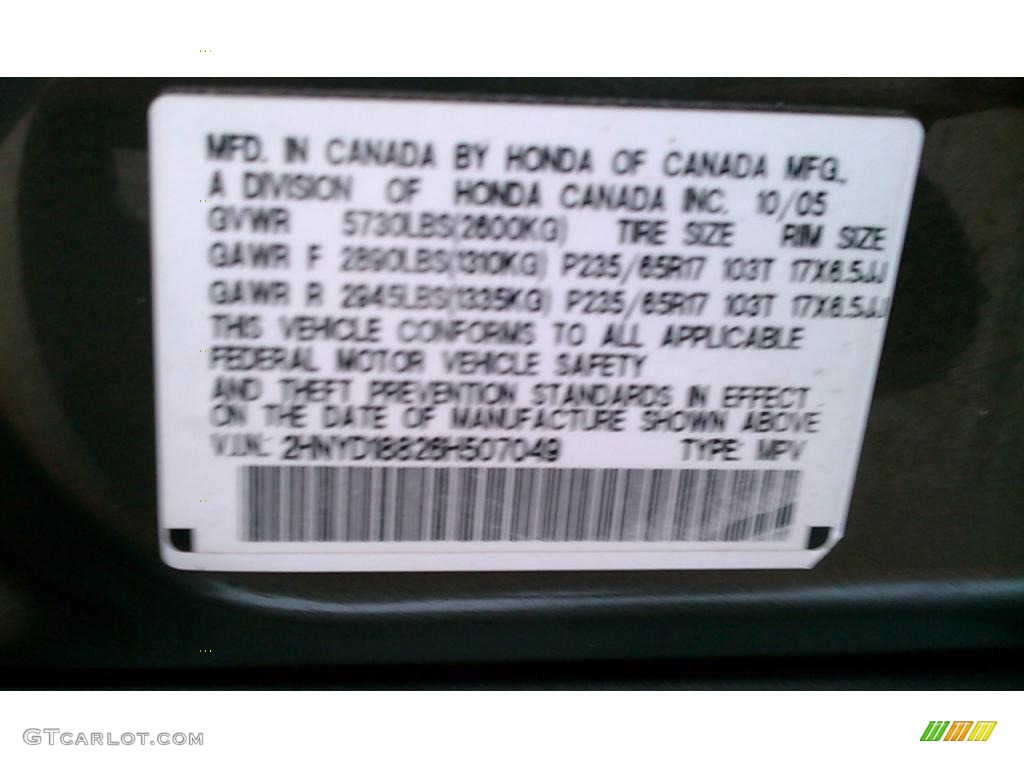 MFD. IN CANADA BY HONDA OF CANADA MFG.,
A DIVISION OF HONDA CANADA INC. 10/05
GVWR 5730LBS(2600KG) TIRE SIZE RIM SIZE
GAWR F 2890LBS(1310KG) P235/65R17 103T 17X6.5JJ
GAWR R 2945LBS(1335KG) P235/65R17 103T 17X6.5JJ
THIS VEHICLE CONFORMS TO ALL APPLICABLE
FEDERAL MOTOR VEHICLE SAFETY
AND THEFT PREVENTION STANDARDS IN EFFECT
ON THE DATE OF MANUFACTURE SHOWN ABOVE
V.I.N.: 2HNYD18826H507049 TYPE: MPV
GTCARLOT.COM